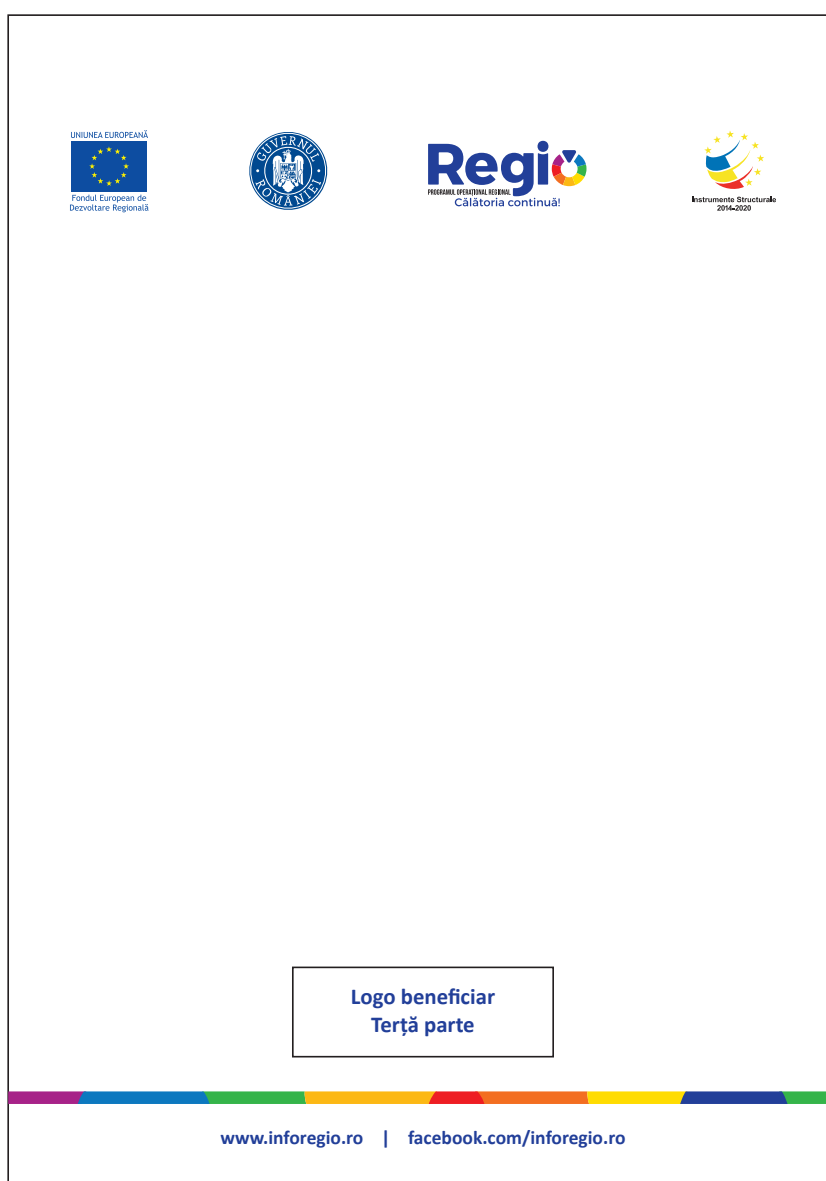 UNIUNEA EUROPEANĂ
Fondul European de
Dezvoltare Regională
GUVERNUL ROMÂNIEI
Regio
PROGRAMUL OPERAȚIONAL REGIONAL
Călătoria continuă!
Instrumente Structurale
2014-2020
Logo beneficiar
Terță parte
www.inforegio.ro | facebook.com/inforegio.ro